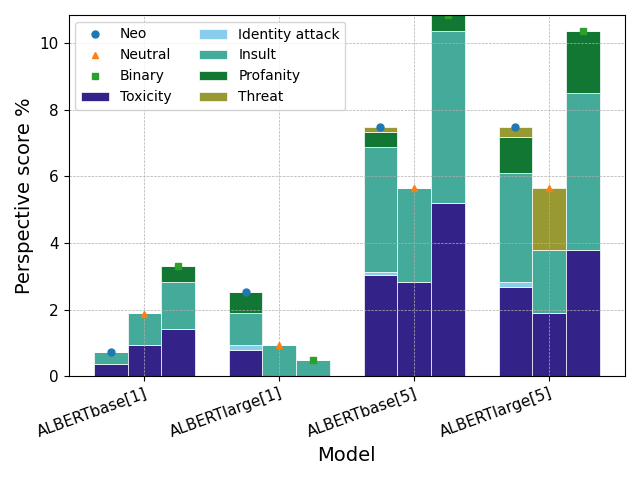 Neo
Neutral
Binary
Toxicity
Identity attack
Insult
Profanity
Threat
Perspective score %
10
8
6
4
2
0
ALBERTbase[1]
ALBERTlarge[1]
ALBERTbase[5]
ALBERTlarge[5]
Model